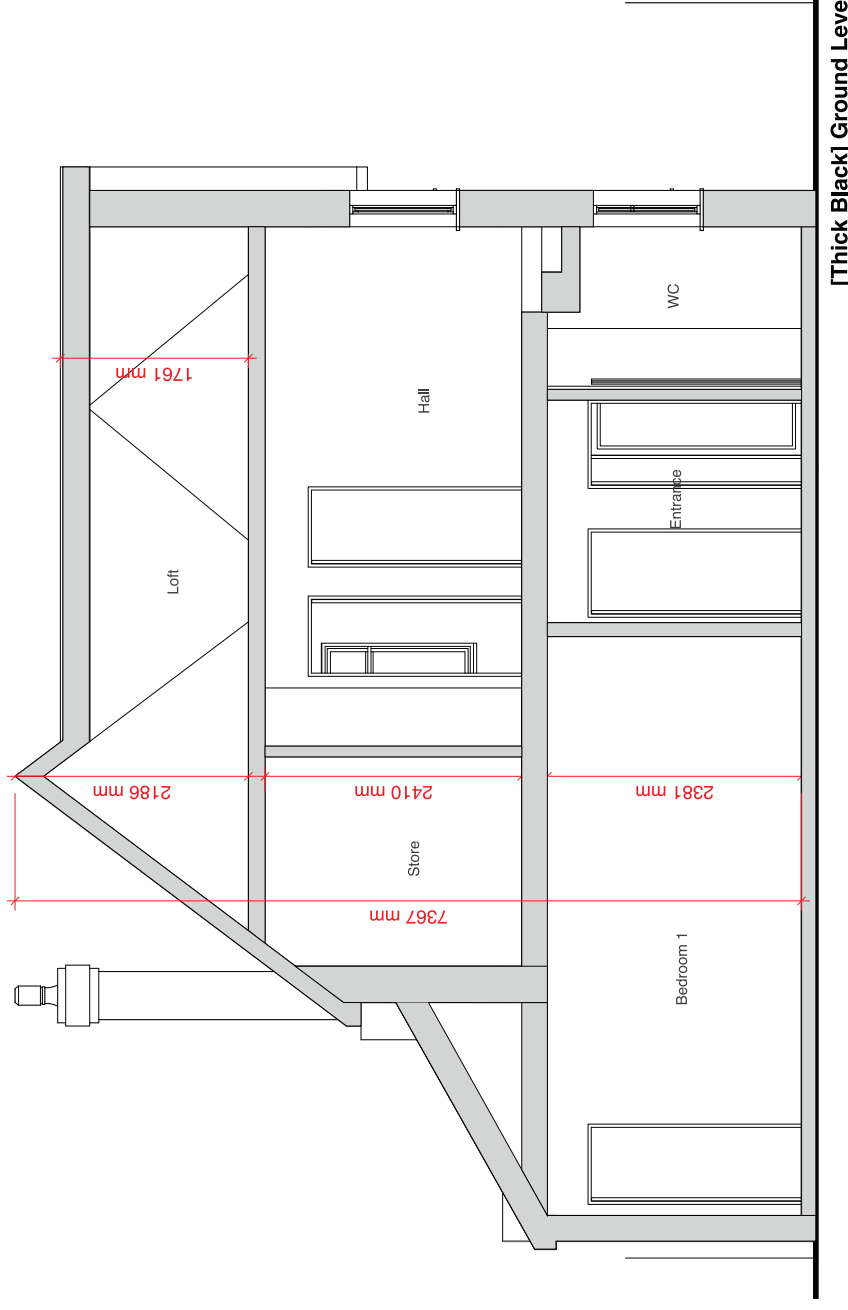 [Thick Black] Ground Leve
1761 mm
Loft
2186 mm
Hall
2410 mm
Store
7367 mm
WC
Entrance
2381 mm
Bedroom 1